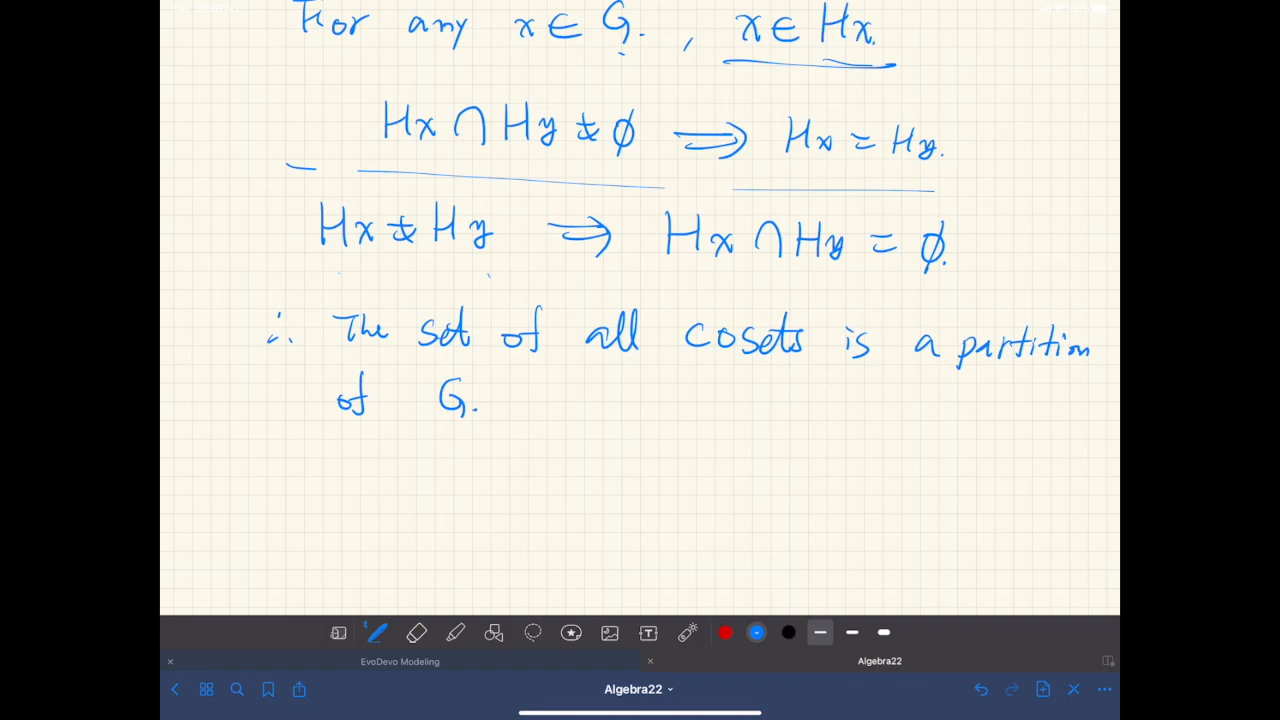 For any x ∈ G. , x ∈ Hx.
Hx ∩ Hy ≠ ∅ ⟹ Hx = Hy.
Hx ≠ Hy ⟹ Hx ∩ Hy = ∅.
∴ The set of all cosets is a partition
of G.
EvoDevo Modeling
Algebra22
Algebra22